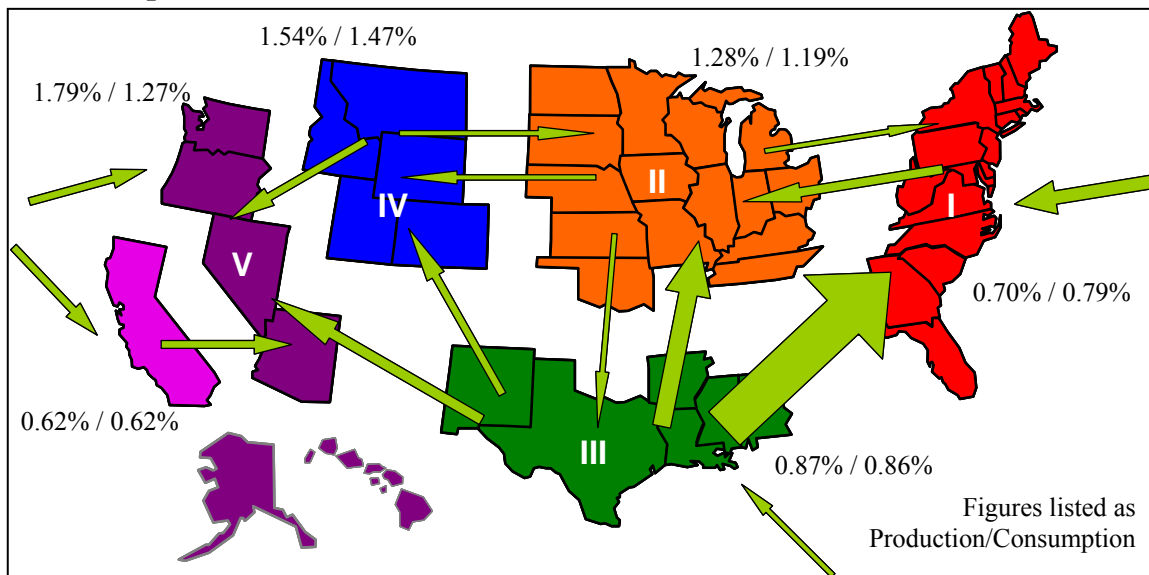 1.54% / 1.47%
1.28% / 1.19%
1.79% / 1.27%
II
IV
I
V
0.70% / 0.79%
0.62% / 0.62%
III
0.87% / 0.86%
Figures listed as
Production/Consumption